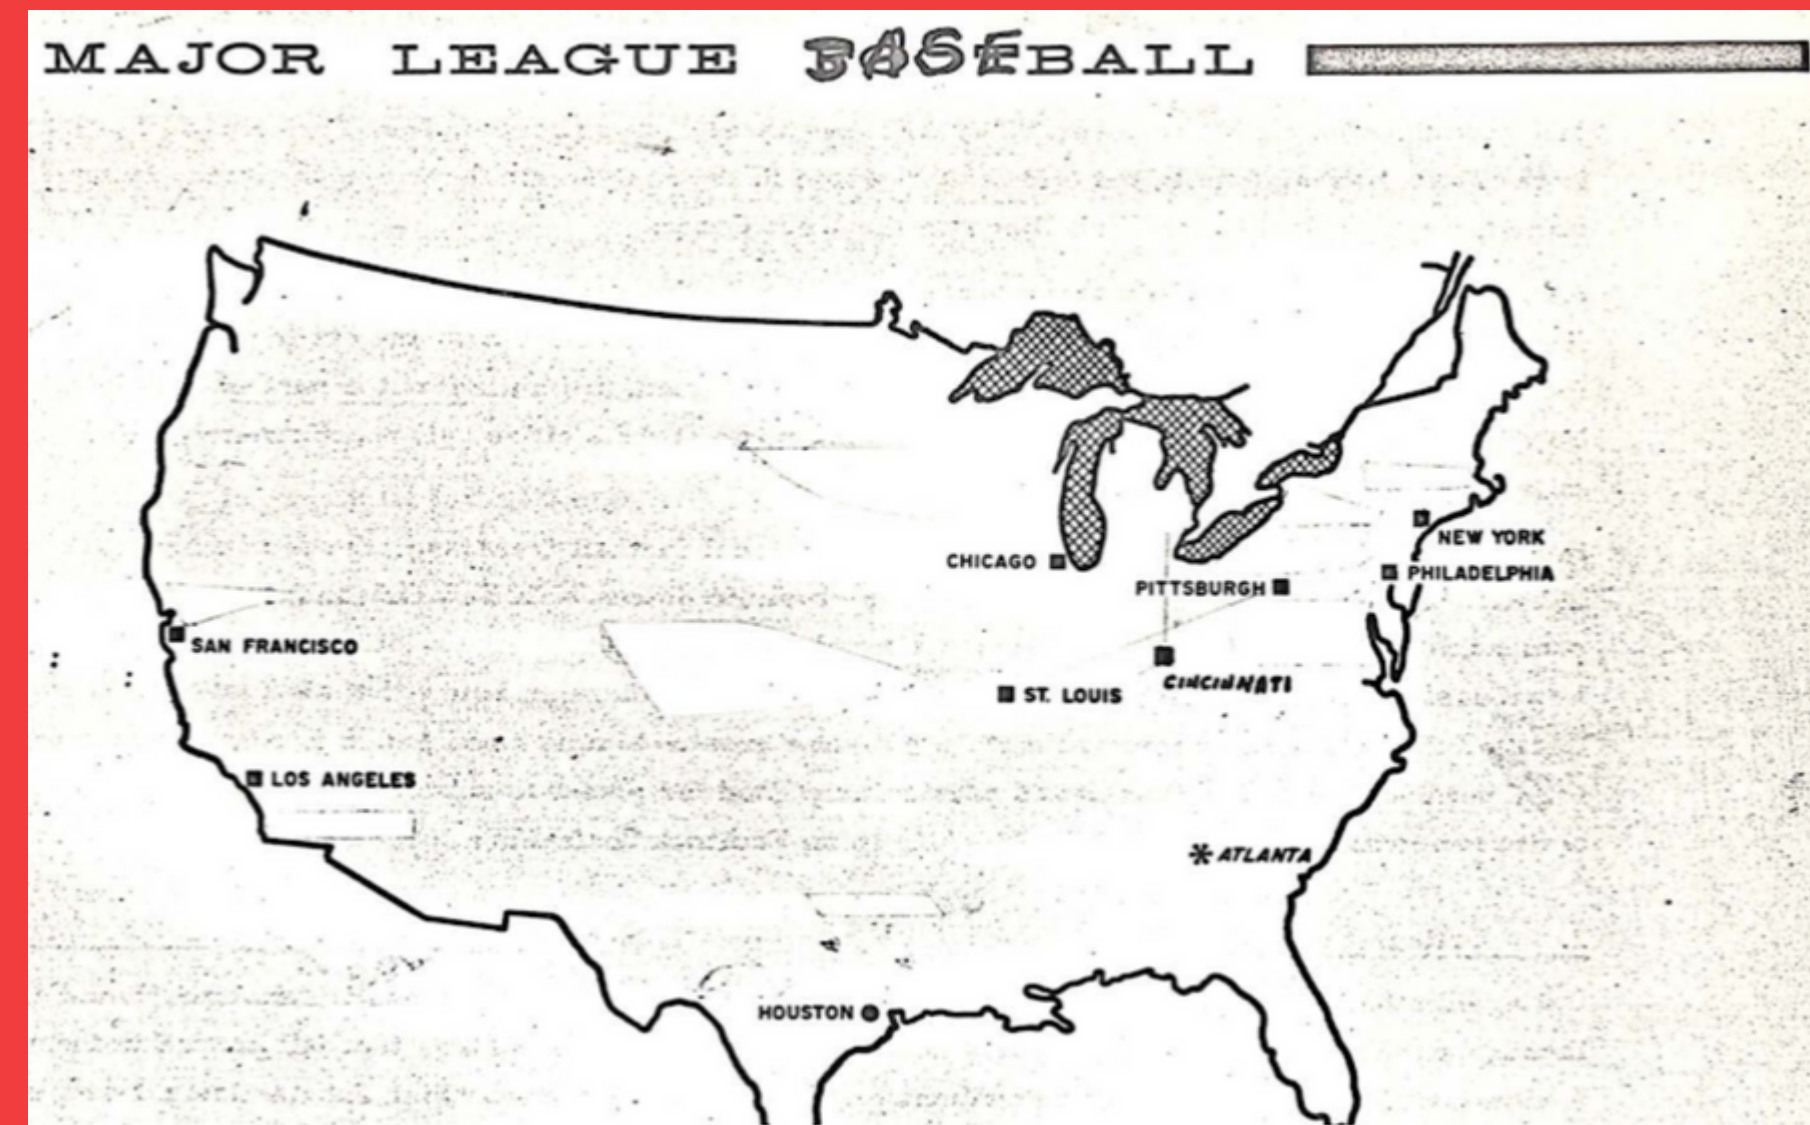 MAJOR LEAGUE BASEBALL
CHICAGO
NEW YORK
PITTSBURGH
PHILADELPHIA
SAN FRANCISCO
CINCINNATI
ST. LOUIS
LOS ANGELES
ATLANTA
HOUSTON